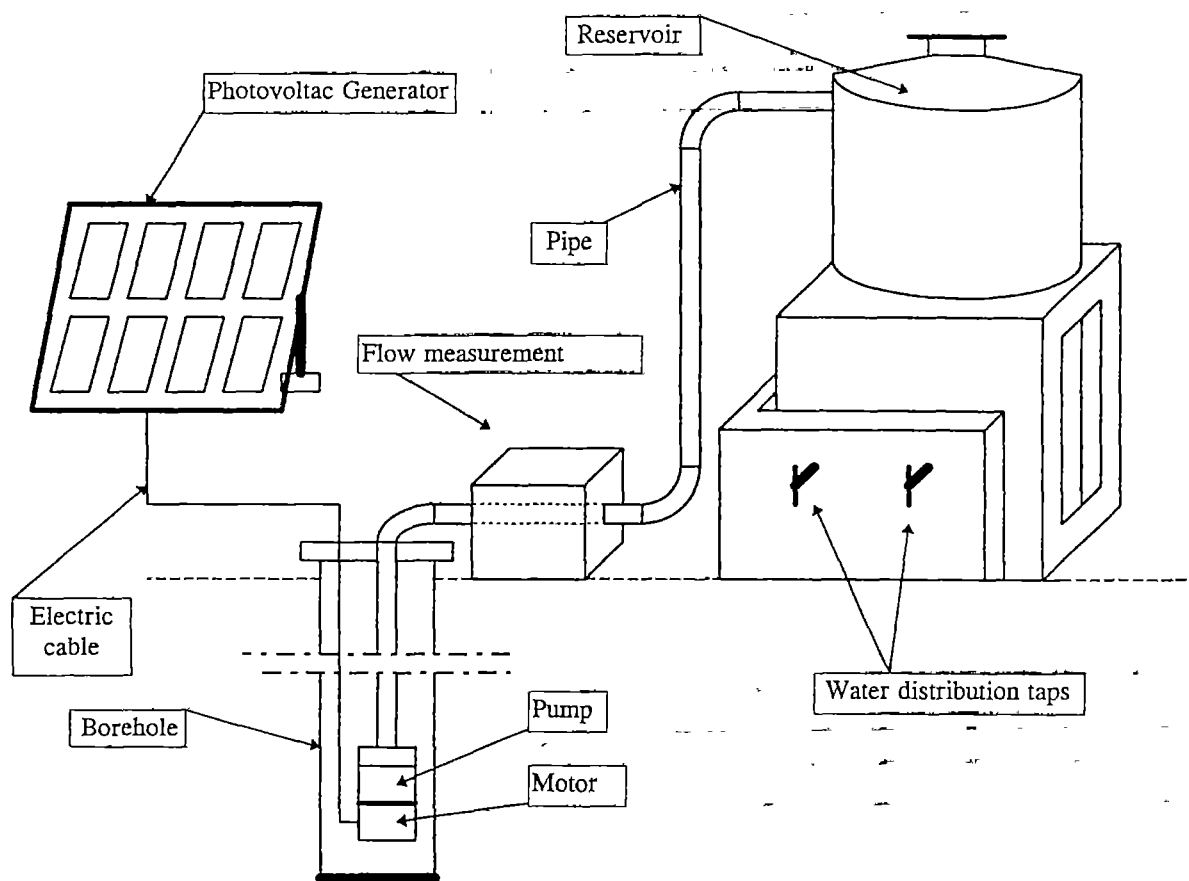 Reservoir
Photovoltac Generator
Pipe
Flow measurement
Electric
cable
Water distribution taps
Borehole
Pump
Motor